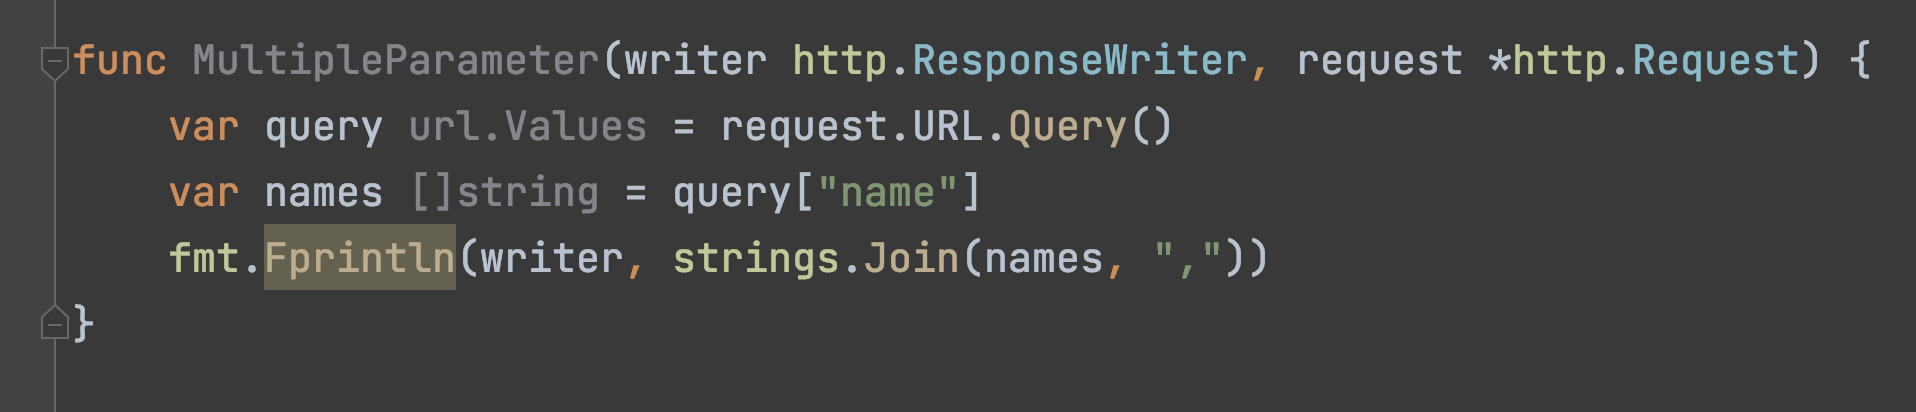 func MultipleParameter(writer http.ResponseWriter, request *http.Request) {
    var query url.Values = request.URL.Query()
    var names []string = query["name"]
    fmt.Fprintln(writer, strings.Join(names, ","))
}